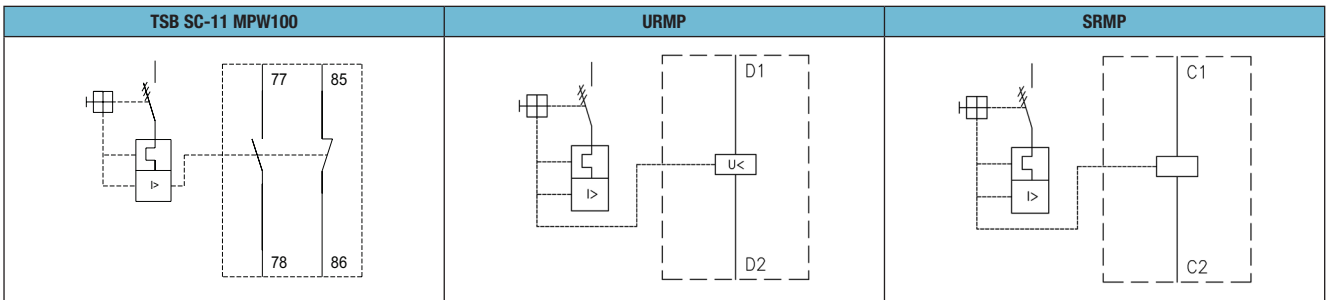 TSB SC-11 MPW100
URMP
SRMP
77 85
I>
78 86
D1
U<
I>
D2
C1
I>
C2